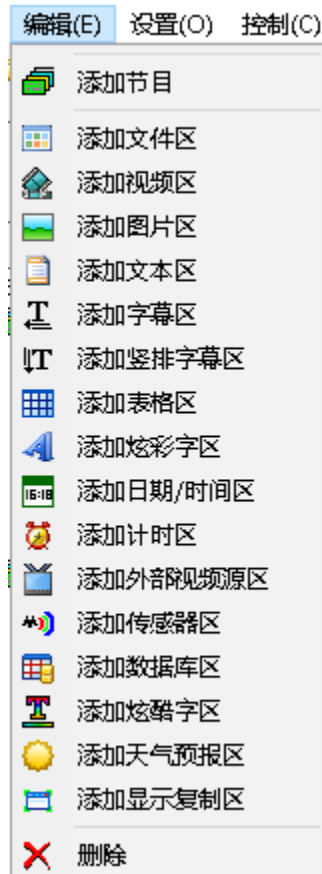 编辑(E) 设置(O) 控制(C)
添加节目
添加文件区
添加视频区
添加图片区
添加文本区
添加字幕区
添加竖排字幕区
添加表格区
添加炫彩字区
16:18 添加日期/时间区
添加计时区
添加外部视频源区
添加传感器区
添加数据库区
添加炫酷字区
添加天气预报区
添加显示复制区
删除